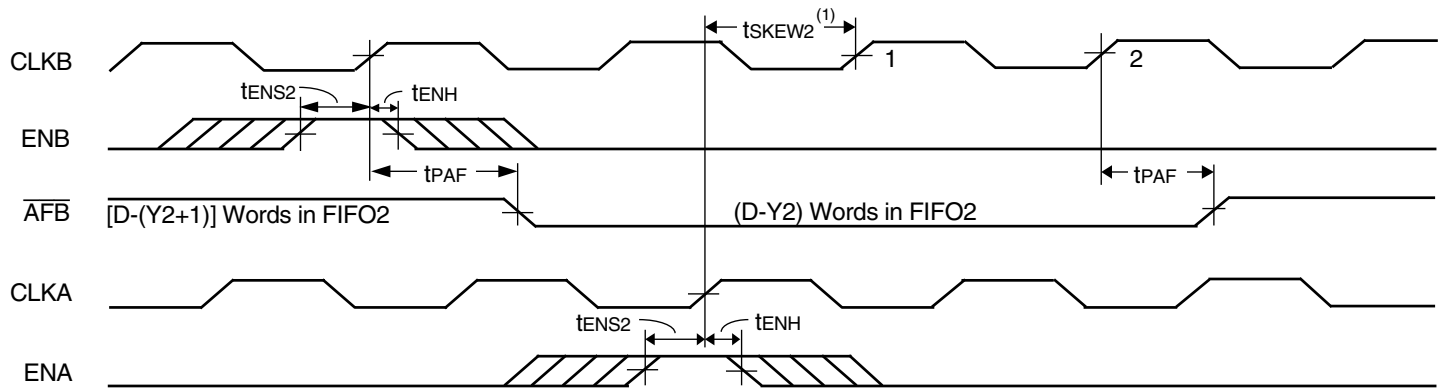 tSKEW2 (1)
CLKB
1
2
tENS2
tENH
ENB
tPAF
tPAF
AFB
[D-(Y2+1)] Words in FIFO2
(D-Y2) Words in FIFO2
CLKA
tENS2
tENH
ENA